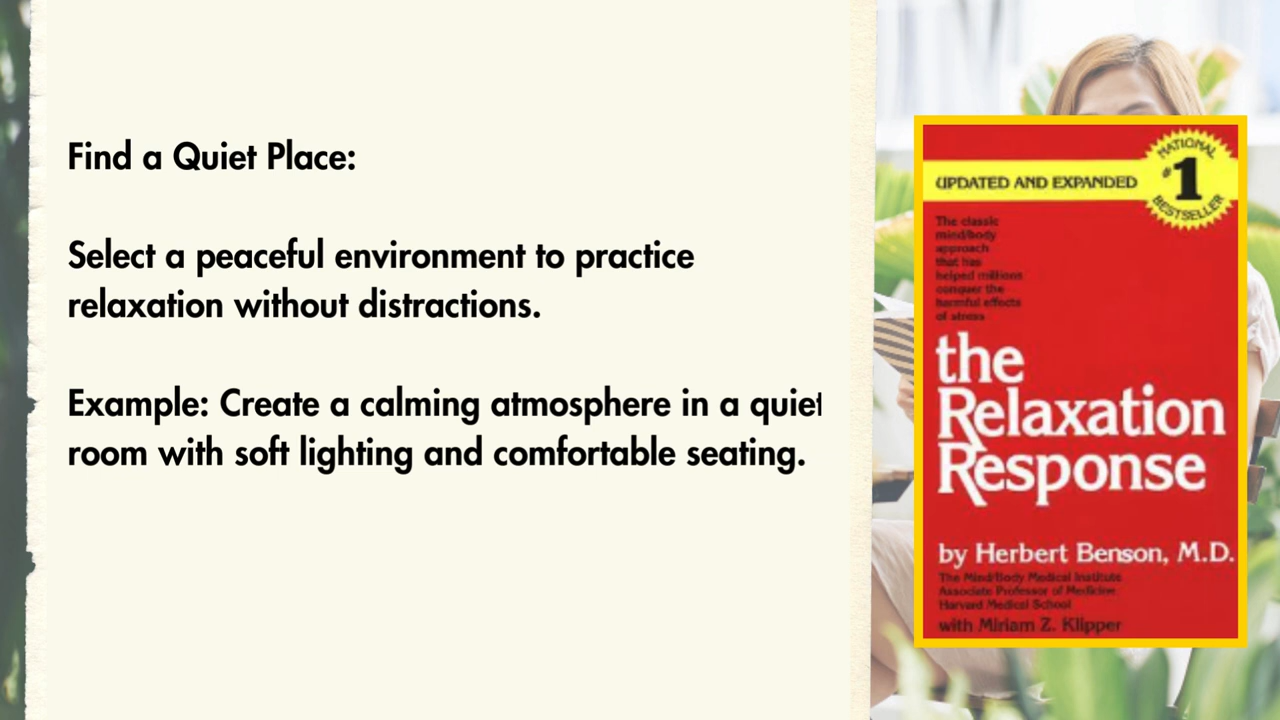 Find a Quiet Place:
Select a peaceful environment to practice
relaxation without distractions.
Example: Create a calming atmosphere in a quiet
room with soft lighting and comfortable seating.
UPDATED AND EXPANDED
NATIONAL
#1
BESTSELLER
The classic
mind/body
approach
that has
helped millions
conquer the
harmful effects
of stress
the
Relaxation
Response
by Herbert Benson, M.D.
The Mind/Body Medical Institute
Associate Professor of Medicine
Harvard Medical School
with Miriam Z. Klipper